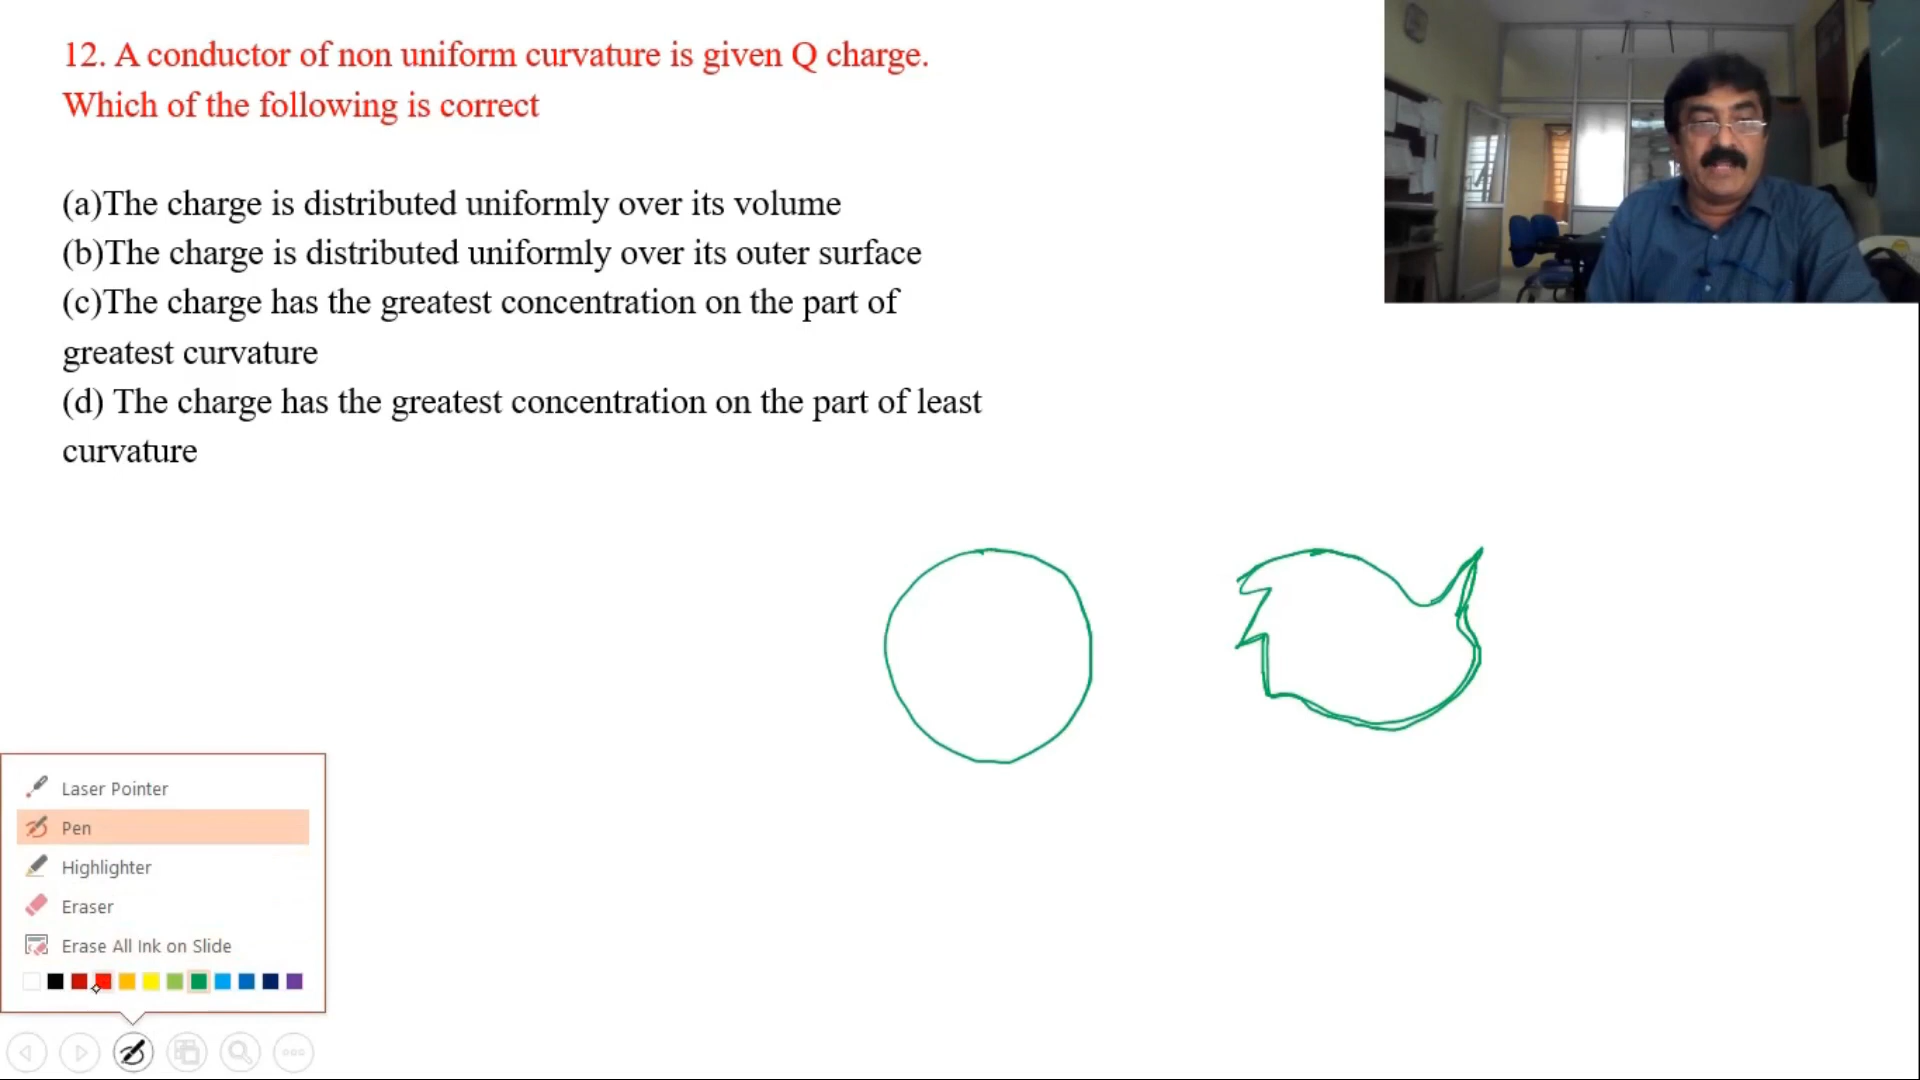 12. A conductor of non uniform curvature is given Q charge.
Which of the following is correct
(a)The charge is distributed uniformly over its volume
(b)The charge is distributed uniformly over its outer surface
(c)The charge has the greatest concentration on the part of
greatest curvature
(d) The charge has the greatest concentration on the part of least
curvature
Laser Pointer
Pen
Highlighter
Eraser
Erase All Ink on Slide